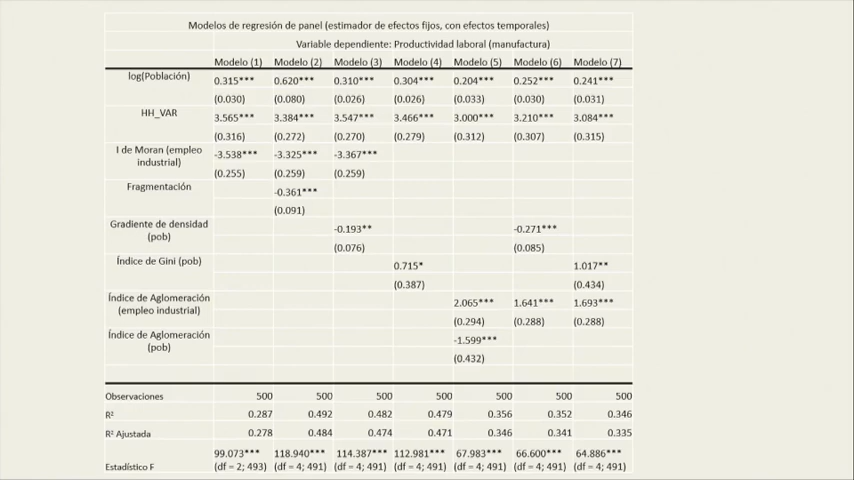 Modelos de regresión de panel (estimador de efectos fijos, con efectos temporales)
Variable dependiente: Productividad laboral (manufactura)
Modelo (1) Modelo (2) Modelo (3) Modelo (4) Modelo (5) Modelo (6) Modelo (7)
log(Población) 0.315*** 0.620*** 0.310*** 0.304*** 0.204*** 0.252*** 0.241***
(0.030) (0.080) (0.026) (0.026) (0.033) (0.030) (0.031)
HH_VAR 3.565*** 3.384*** 3.547*** 3.466*** 3.000*** 3.210*** 3.084***
(0.316) (0.272) (0.270) (0.279) (0.312) (0.307) (0.315)
I de Moran (empleo
industrial) -3.538*** -3.325*** -3.367***
(0.255) (0.259) (0.259)
Fragmentación -0.361***
(0.091)
Gradiente de densidad
(pob) -0.193** -0.271***
(0.076) (0.085)
Índice de Gini (pob) 0.715* 1.017**
(0.387) (0.434)
Índice de Aglomeración
(empleo industrial) 2.065*** 1.641*** 1.693***
(0.294) (0.288) (0.288)
Índice de Aglomeración
(pob) -1.599***
(0.432)
Observaciones 500 500 500 500 500 500 500
R² 0.287 0.492 0.482 0.479 0.356 0.352 0.346
R² Ajustada 0.278 0.484 0.474 0.471 0.346 0.341 0.335
99.073*** 118.940*** 114.387*** 112.981*** 67.983*** 66.600*** 64.886***
Estadístico F (df = 2; 493) (df = 4; 491) (df = 4; 491) (df = 4; 491) (df = 4; 491) (df = 4; 491) (df = 4; 491)